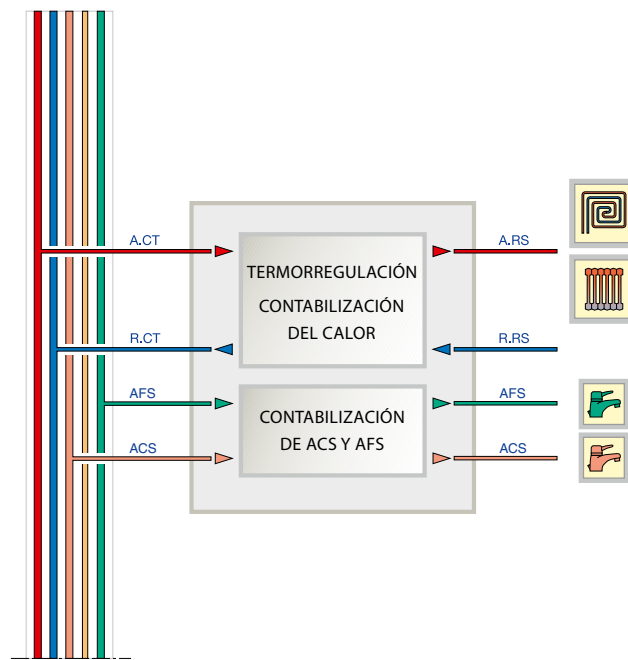 A.CT
A.RS
TERMORREGULACIÓN
CONTABILIZACIÓN
DEL CALOR
R.CT
R.RS
AFS
AFS
CONTABILIZACIÓN
DE ACS Y AFS
ACS
ACS